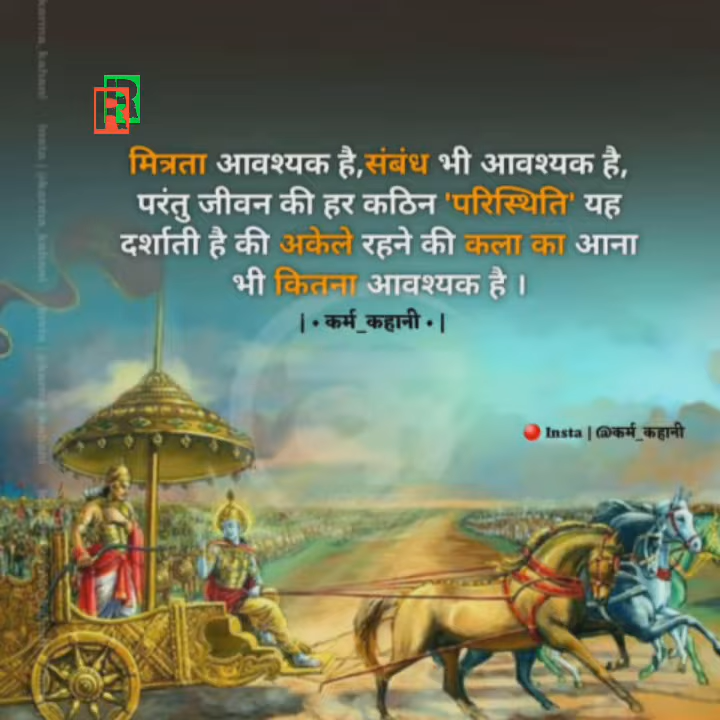 मित्रता आवश्यक है,संबंध भी आवश्यक है,
परंतु जीवन की हर कठिन 'परिस्थिति' यह
दर्शाती है की अकेले रहने की कला का आना
भी कितना आवश्यक है ।
| • कर्म_कहानी • |
Insta | @कर्म_कहानी